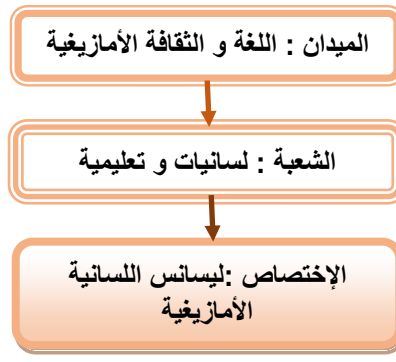 الميدان : اللغة و الثقافة الأمازيغية
الشعبة : لسانيات و تعليمية
الإختصاص :ليسانس اللسانية
الأمازيغية